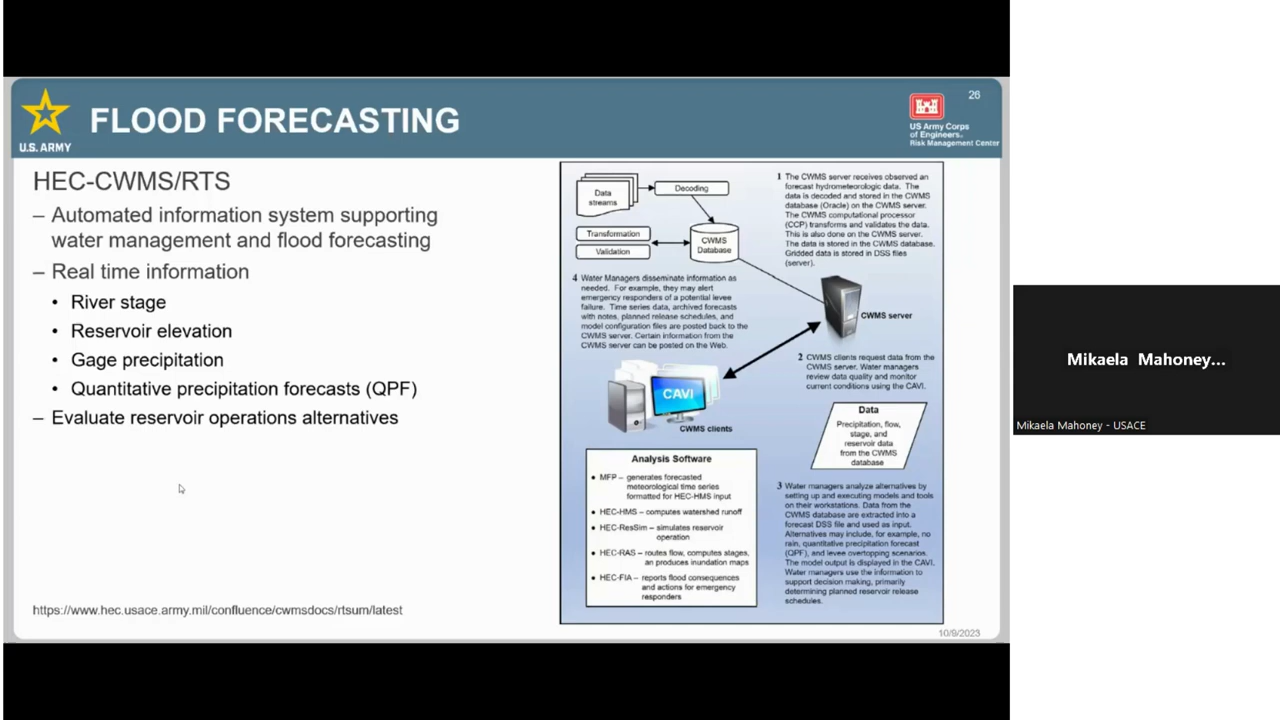 26
FLOOD FORECASTING
U.S. ARMY
US Army Corps
of Engineers®
Risk Management Center
HEC-CWMS/RTS
– Automated information system supporting
water management and flood forecasting
– Real time information
• River stage
• Reservoir elevation
• Gage precipitation
• Quantitative precipitation forecasts (QPF)
– Evaluate reservoir operations alternatives
https://www.hec.usace.army.mil/confluence/cwmsdocs/rtsum/latest
Data
streams
Decoding
Transformation
Validation
CWMS
Database
1 The CWMS server receives observed an
forecast hydrometeorologic data. The
data is decoded and stored in the CWMS
database (Oracle) on the CWMS server.
The CWMS computational processor
(CCP) transforms and validates the data.
This is also done on the CWMS server.
The data is stored in the CWMS database.
Gridded data is stored in DSS files
(server).
CWMS server
4 Water Managers disseminate information as
needed. For example, they may alert
emergency responders of a potential levee
failure. Time series data, archived forecasts
with notes, planned release schedules, and
model configuration files are posted back to the
CWMS server. Certain information from the
CWMS server can be posted on the Web.
2 CWMS clients request data from the
CWMS server. Water managers
review data quality and monitor
current conditions using the CAVI.
CAVI
CWMS clients
Data
Precipitation, flow,
stage, and
reservoir data
from the CWMS
database
Analysis Software
• MFP – generates forecasted
meteorological time series
formatted for HEC-HMS input
• HEC-HMS – computes watershed runoff
• HEC-ResSim – simulates reservoir
operation
• HEC-RAS – routes flow, computes stages,
an produces inundation maps
• HEC-FIA – reports flood consequences
and actions for emergency
responders
3 Water managers analyze alternatives by
setting up and executing models and tools
on their workstations. Data from the
CWMS database are extracted into a
forecast DSS file and used as input.
Alternatives may include, for example, no
rain, quantitative precipitation forecast
(QPF), and levee overtopping scenarios.
The model output is displayed in the CAVI.
Water managers use the information to
support decision making, primarily
determining planned reservoir release
schedules.
10/9/2023
Mikaela Mahoney...
Mikaela Mahoney - USACE